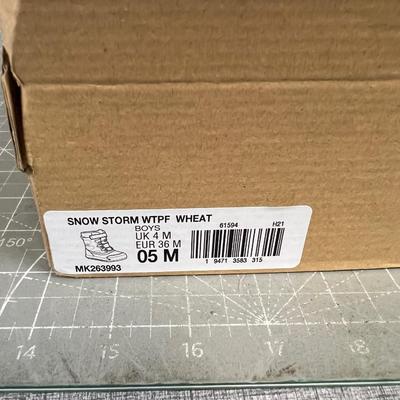 SNOW STORM WTPF WHEAT
BOYS
UK 4 M
EUR 36 M
05 M
MK263993
61594 H21
1 9471 3583 315
150°
14 15 16 17 18